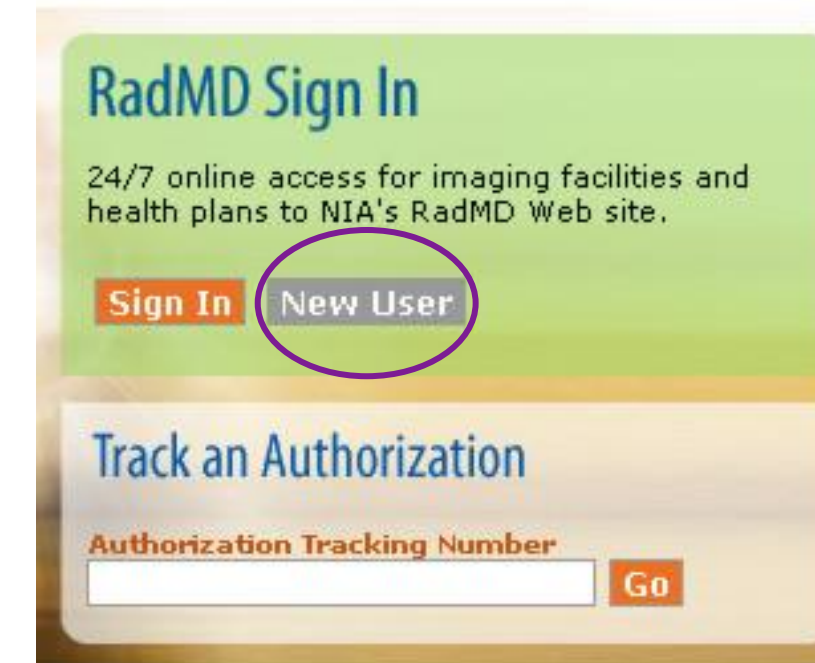 RadMD Sign In
24/7 online access for imaging facilities and
health plans to NIA's RadMD Web site.
Sign In New User
Track an Authorization
Authorization Tracking Number
Go